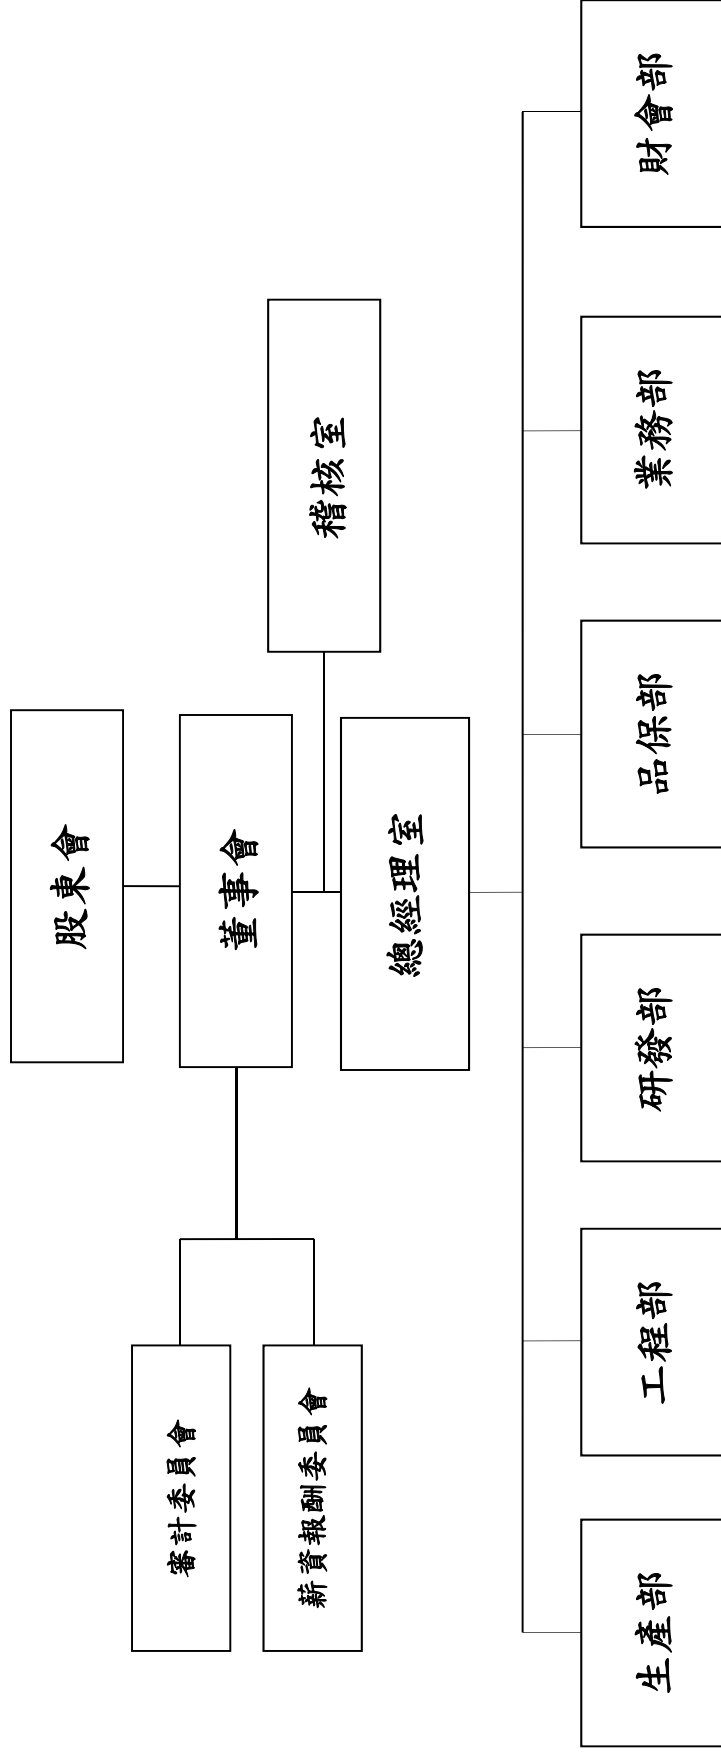 股東會
董事會
審計委員會
薪資報酬委員會
稽核室
總經理室
生產部
工程部
研發部
品保部
業務部
財會部